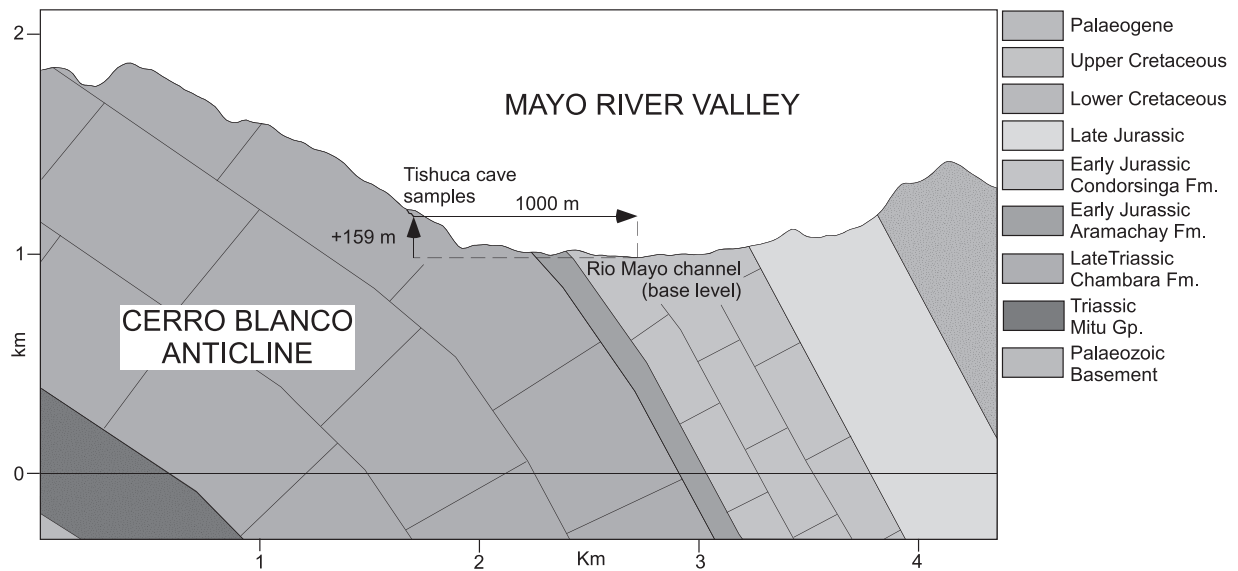 2
1
0
km
MAYO RIVER VALLEY
Tishuca cave
samples
1000 m
+159 m
Rio Mayo channel
(base level)
CERRO BLANCO
ANTICLINE
1
2
Km
3
4
Palaeogene
Upper Cretaceous
Lower Cretaceous
Late Jurassic
Early Jurassic
Condorsinga Fm.
Early Jurassic
Aramachay Fm.
LateTriassic
Chambara Fm.
Triassic
Mitu Gp.
Palaeozoic
Basement